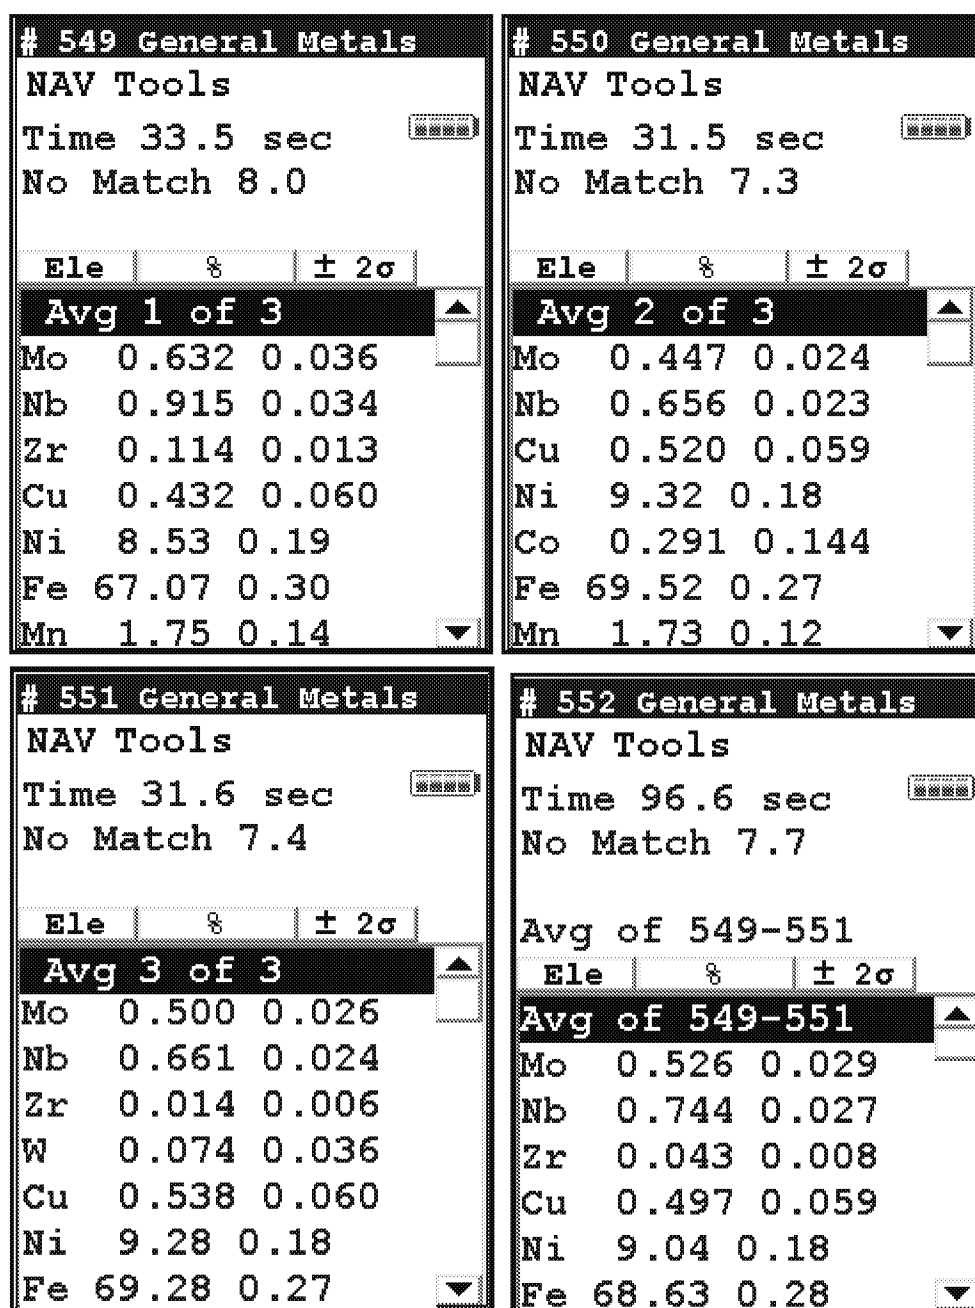 # 549 General Metals
NAV Tools
Time 33.5 sec
No Match 8.0
Ele % ± 2σ
Avg 1 of 3
Mo 0.632 0.036
Nb 0.915 0.034
Zr 0.114 0.013
Cu 0.432 0.060
Ni 8.53 0.19
Fe 67.07 0.30
Mn 1.75 0.14
# 550 General Metals
NAV Tools
Time 31.5 sec
No Match 7.3
Ele % ± 2σ
Avg 2 of 3
Mo 0.447 0.024
Nb 0.656 0.023
Cu 0.520 0.059
Ni 9.32 0.18
Co 0.291 0.144
Fe 69.52 0.27
Mn 1.73 0.12
# 551 General Metals
NAV Tools
Time 31.6 sec
No Match 7.4
Ele % ± 2σ
Avg 3 of 3
Mo 0.500 0.026
Nb 0.661 0.024
Zr 0.014 0.006
W 0.074 0.036
Cu 0.538 0.060
Ni 9.28 0.18
Fe 69.28 0.27
# 552 General Metals
NAV Tools
Time 96.6 sec
No Match 7.7
Avg of 549-551
Ele % ± 2σ
Avg of 549-551
Mo 0.526 0.029
Nb 0.744 0.027
Zr 0.043 0.008
Cu 0.497 0.059
Ni 9.04 0.18
Fe 68.63 0.28